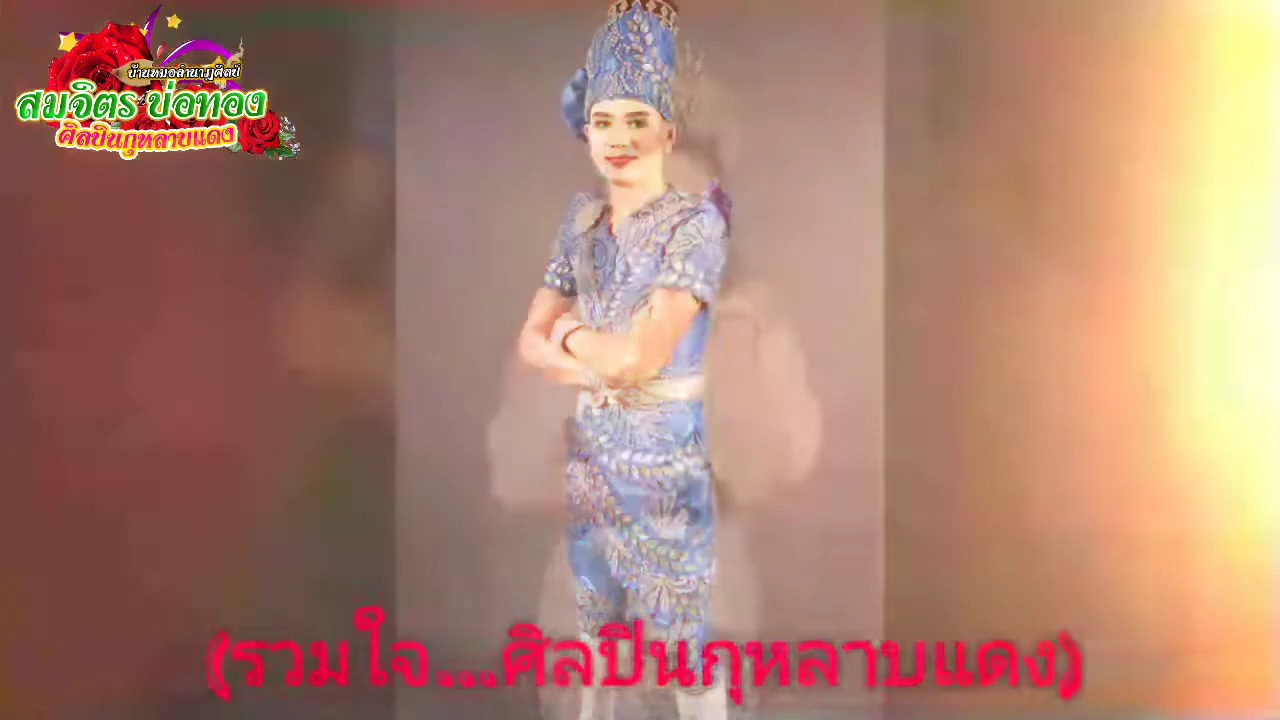 บ้านหมอลำนาฏศิลป์
สมจิตร บ่อทอง
ศิลปินกุหลาบแดง
(รวมใจ...ศิลปินกุหลาบแดง)